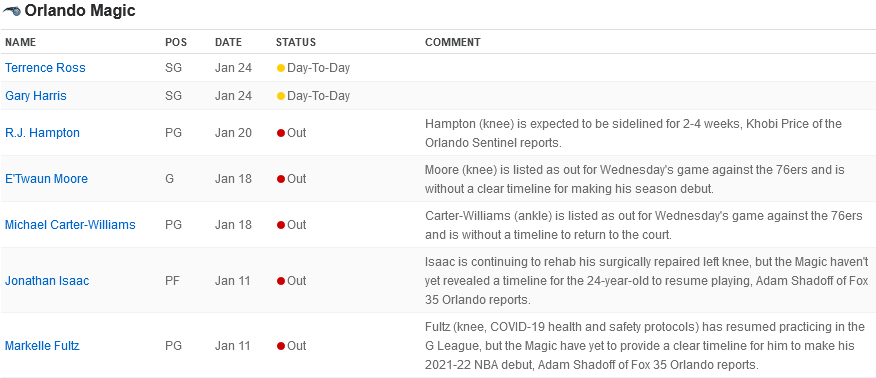 Orlando Magic
NAME POS DATE STATUS COMMENT
Terrence Ross SG Jan 24 Day-To-Day
Gary Harris SG Jan 24 Day-To-Day
R.J. Hampton PG Jan 20 Out Hampton (knee) is expected to be sidelined for 2-4 weeks, Khobi Price of the
Orlando Sentinel reports.
E'Twaun Moore G Jan 18 Out Moore (knee) is listed as out for Wednesday's game against the 76ers and is
without a clear timeline for making his season debut.
Michael Carter-Williams PG Jan 18 Out Carter-Williams (ankle) is listed as out for Wednesday's game against the 76ers
and is without a timeline to return to the court.
Jonathan Isaac PF Jan 11 Out Isaac is continuing to rehab his surgically repaired left knee, but the Magic haven't
yet revealed a timeline for the 24-year-old to resume playing, Adam Shadoff of Fox
35 Orlando reports.
Markelle Fultz PG Jan 11 Out Fultz (knee, COVID-19 health and safety protocols) has resumed practicing in the
G League, but the Magic have yet to provide a clear timeline for him to make his
2021-22 NBA debut, Adam Shadoff of Fox 35 Orlando reports.